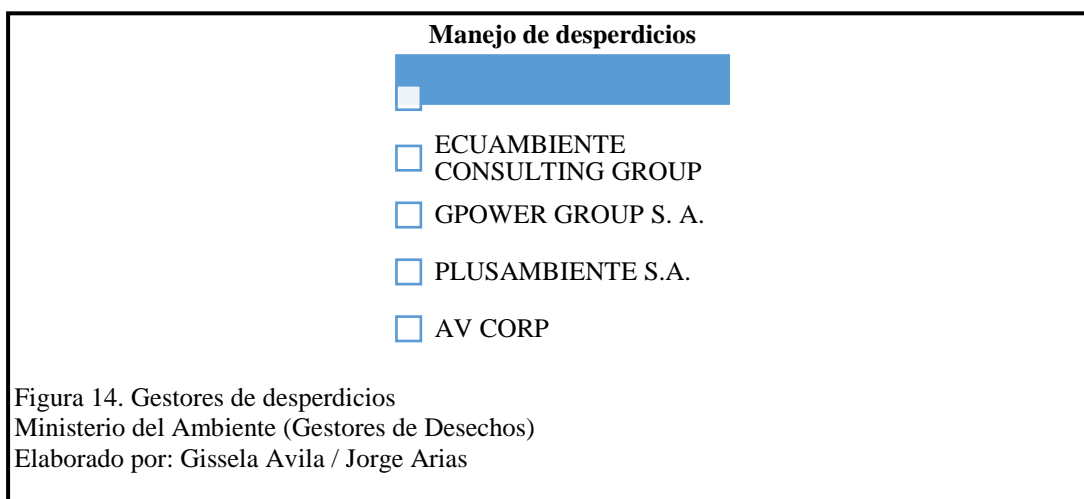 Manejo de desperdicios
ECUAMBIENTE
CONSULTING GROUP
GPOWER GROUP S. A.
PLUSAMBIENTE S.A.
AV CORP
Figura 14. Gestores de desperdicios
Ministerio del Ambiente (Gestores de Desechos)
Elaborado por: Gissela Avila / Jorge Arias